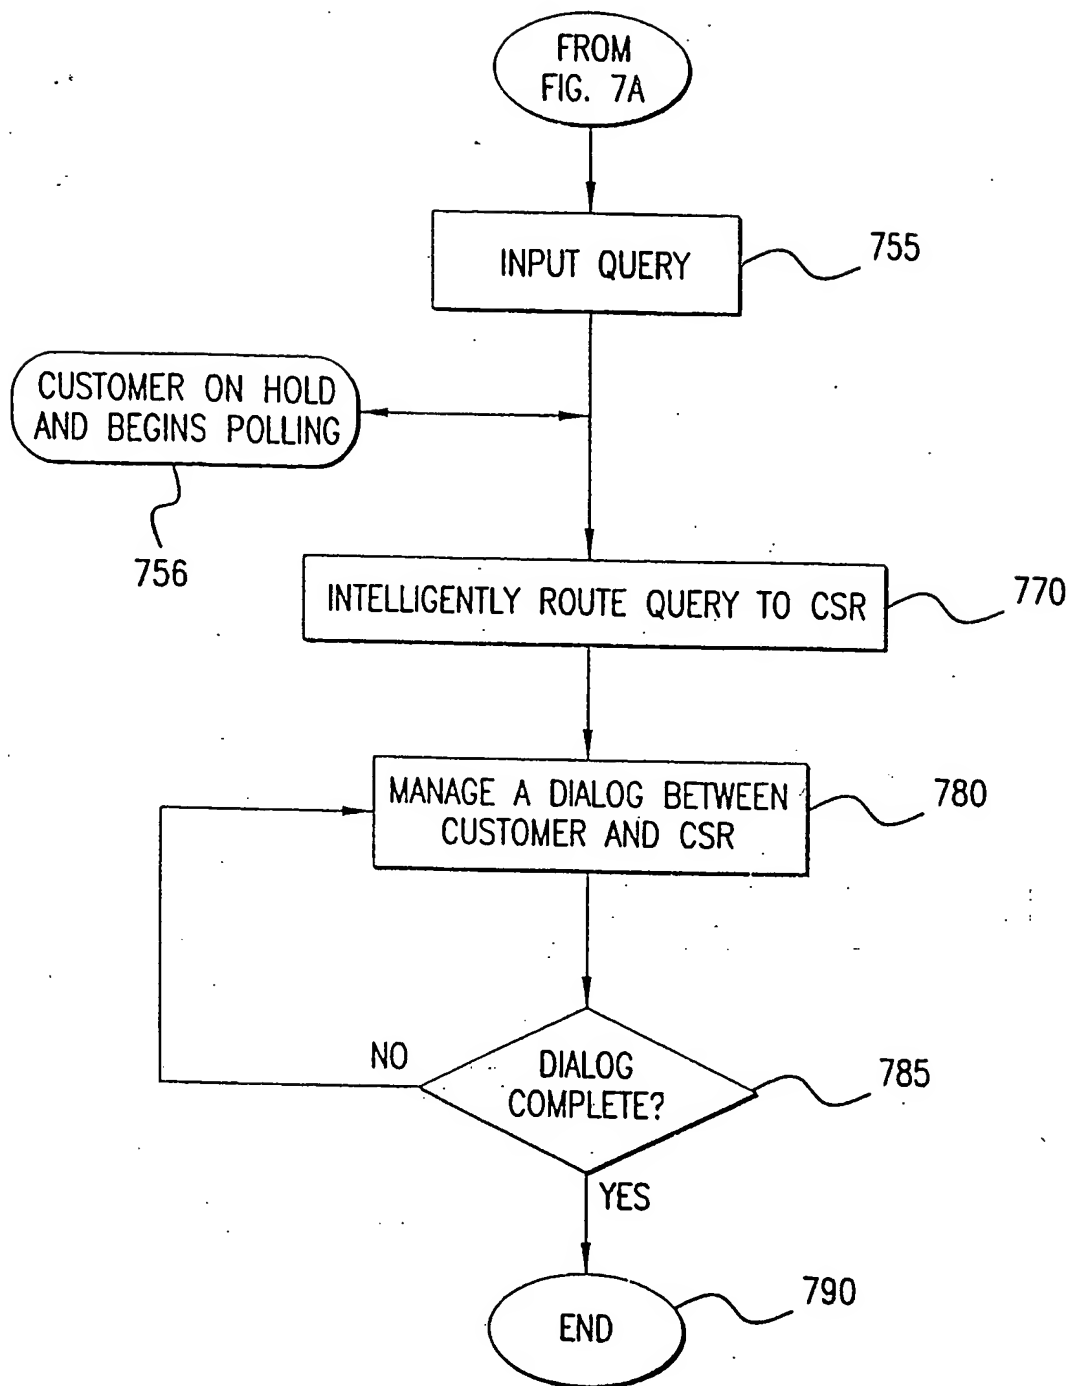 FROM
FIG. 7A
INPUT QUERY
755
CUSTOMER ON HOLD
AND BEGINS POLLING
756
INTELLIGENTLY ROUTE QUERY TO CSR
770
MANAGE A DIALOG BETWEEN
CUSTOMER AND CSR
780
NO
DIALOG
COMPLETE?
785
YES
END
790